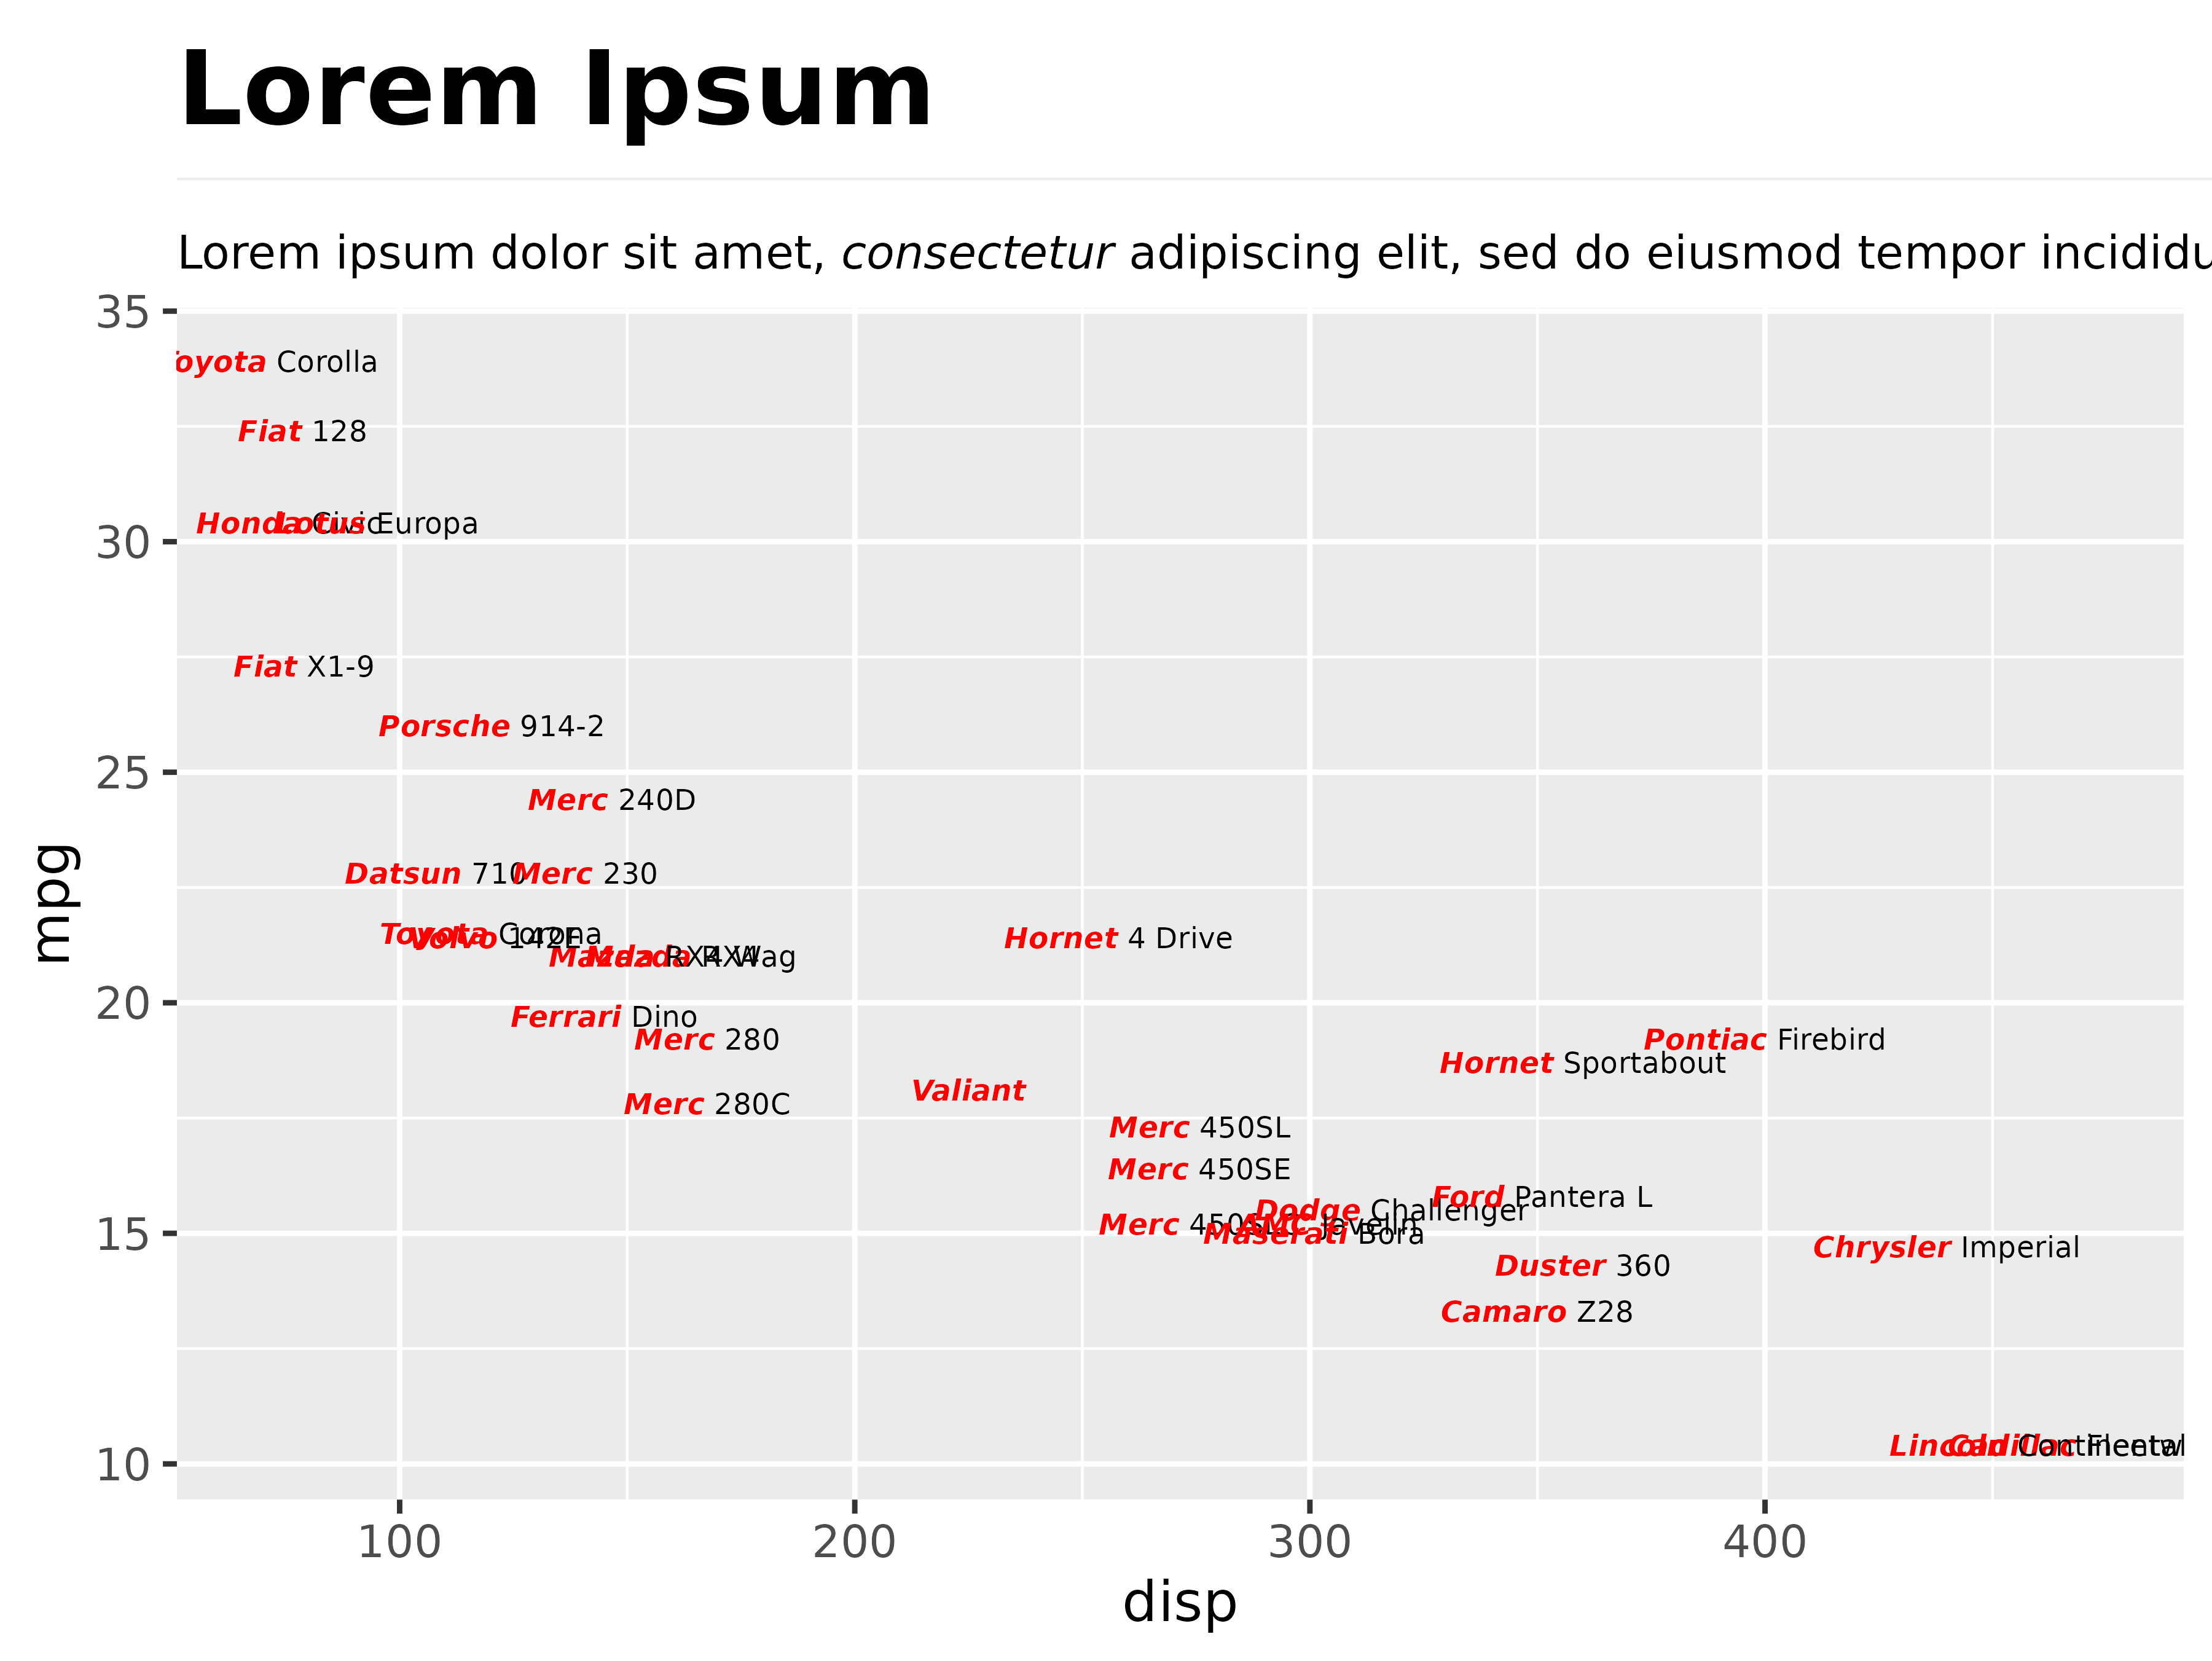 Lorem Ipsum
Lorem ipsum dolor sit amet, consectetur adipiscing elit, sed do eiusmod tempor incididu
35
Toyota Corolla
Fiat 128
Honda Civic
Lotus Europa
30
Fiat X1-9
Porsche 914-2
25
Merc 240D
mpg
Datsun 710
Merc 230
Toyota Corona
Volvo 142E
Hornet 4 Drive
Mazda RX4
Mazda RX4 Wag
20
Ferrari Dino
Merc 280
Pontiac Firebird
Hornet Sportabout
Valiant
Merc 280C
Merc 450SL
Merc 450SE
Ford Pantera L
Dodge Challenger
Merc 450SLC
AMC Javelin
15
Maserati Bora
Chrysler Imperial
Duster 360
Camaro Z28
Lincoln Continental
Cadillac Fleetw
10
100 200 300 400
disp